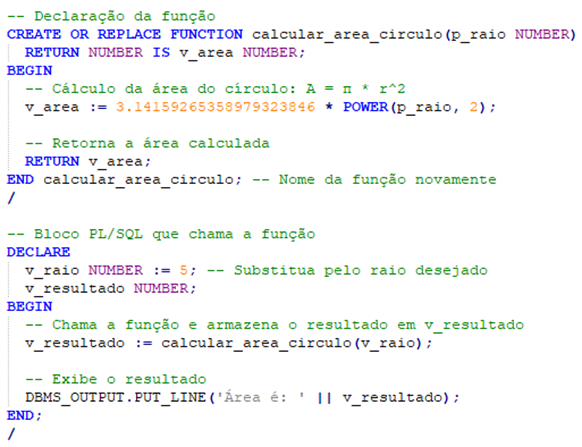 -- Declaração da função
CREATE OR REPLACE FUNCTION calcular_area_circulo(p_raio NUMBER)
RETURN NUMBER IS v_area NUMBER;
BEGIN
-- Cálculo da área do círculo: A = π * r^2
v_area := 3.14159265358979323846 * POWER(p_raio, 2);
-- Retorna a área calculada
RETURN v_area;
END calcular_area_circulo; -- Nome da função novamente
/
-- Bloco PL/SQL que chama a função
DECLARE
v_raio NUMBER := 5; -- Substitua pelo raio desejado
v_resultado NUMBER;
BEGIN
-- Chama a função e armazena o resultado em v_resultado
v_resultado := calcular_area_circulo(v_raio);
-- Exibe o resultado
DBMS_OUTPUT.PUT_LINE('Área é: ' || v_resultado);
END;
/